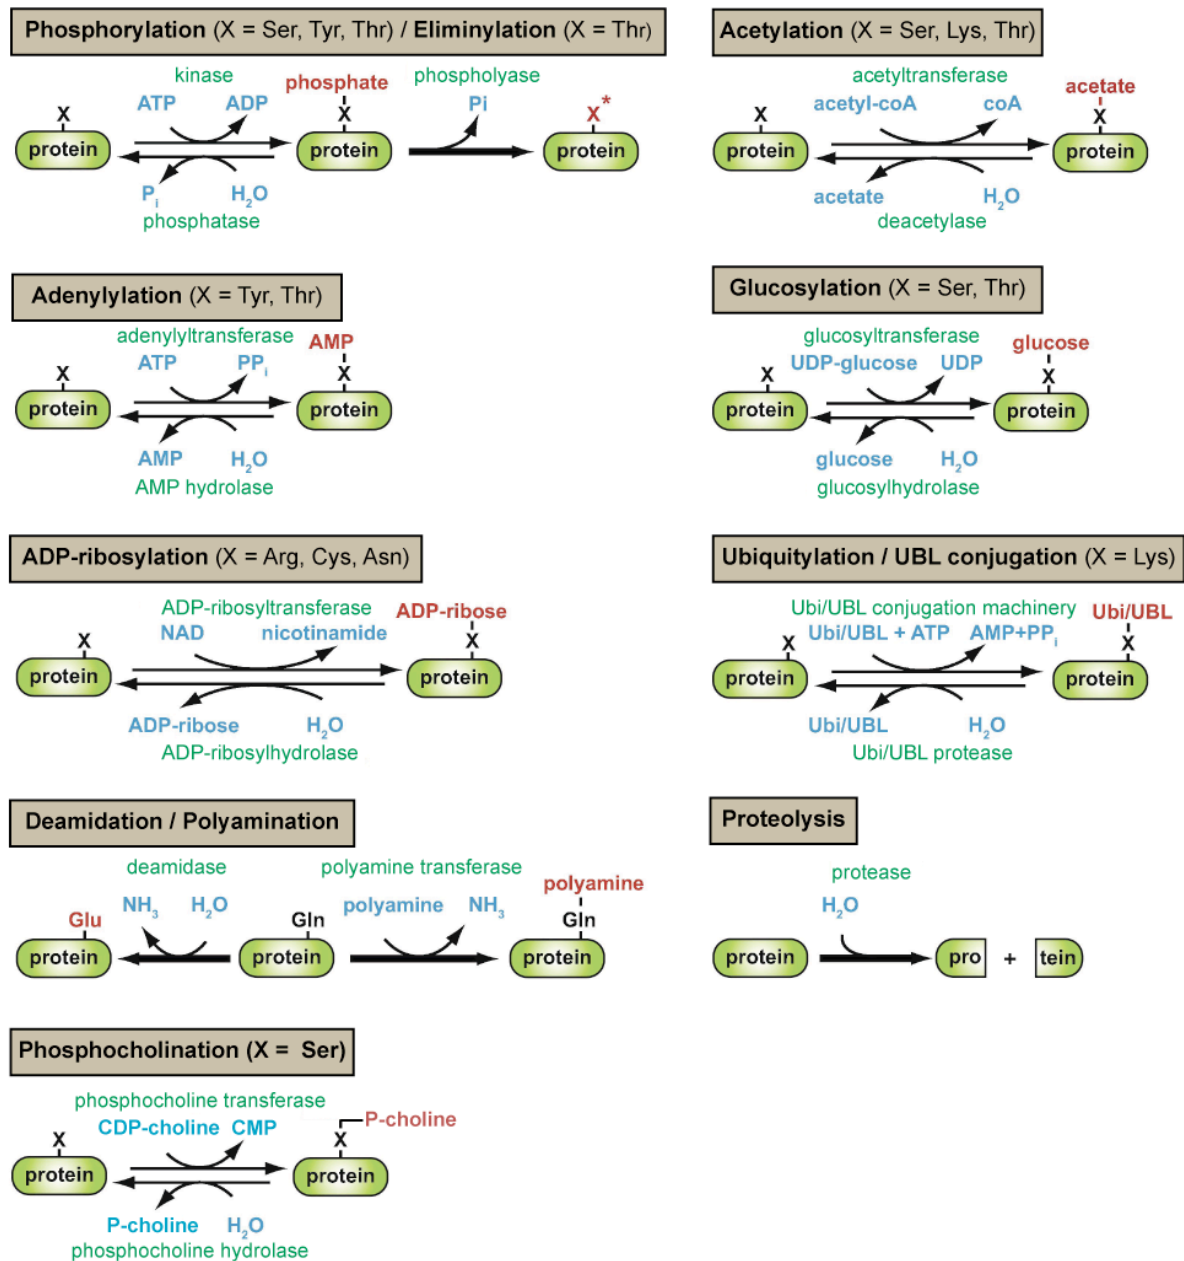 Phosphorylation (X = Ser, Tyr, Thr) / Eliminylation (X = Thr)
kinase
phosphate
phospholyase
ATP ADP
Pi
X
X
X*
protein
protein
protein
Pi H2O
phosphatase
Acetylation (X = Ser, Lys, Thr)
acetyltransferase
acetate
acetyl-coA coA
X
X
protein
protein
acetate H2O
deacetylase
Adenylylation (X = Tyr, Thr)
adenylyltransferase
AMP
ATP PPi
X
X
protein
protein
AMP H2O
AMP hydrolase
Glucosylation (X = Ser, Thr)
glucosyltransferase
glucose
UDP-glucose UDP
X
X
protein
protein
glucose H2O
glucosylhydrolase
ADP-ribosylation (X = Arg, Cys, Asn)
ADP-ribosyltransferase
ADP-ribose
NAD nicotinamide
X
X
protein
protein
ADP-ribose H2O
ADP-ribosylhydrolase
Ubiquitylation / UBL conjugation (X = Lys)
Ubi/UBL conjugation machinery
Ubi/UBL
Ubi/UBL + ATP AMP+PPi
X
X
protein
protein
Ubi/UBL H2O
Ubi/UBL protease
Deamidation / Polyamination
deamidase
polyamine transferase
polyamine
NH3 H2O
polyamine NH3
Glu
Gln
Gln
protein
protein
protein
Proteolysis
protease
H2O
protein
pro + tein
Phosphocholination (X = Ser)
phosphocholine transferase
P-choline
CDP-choline CMP
X
X
protein
protein
P-choline H2O
phosphocholine hydrolase